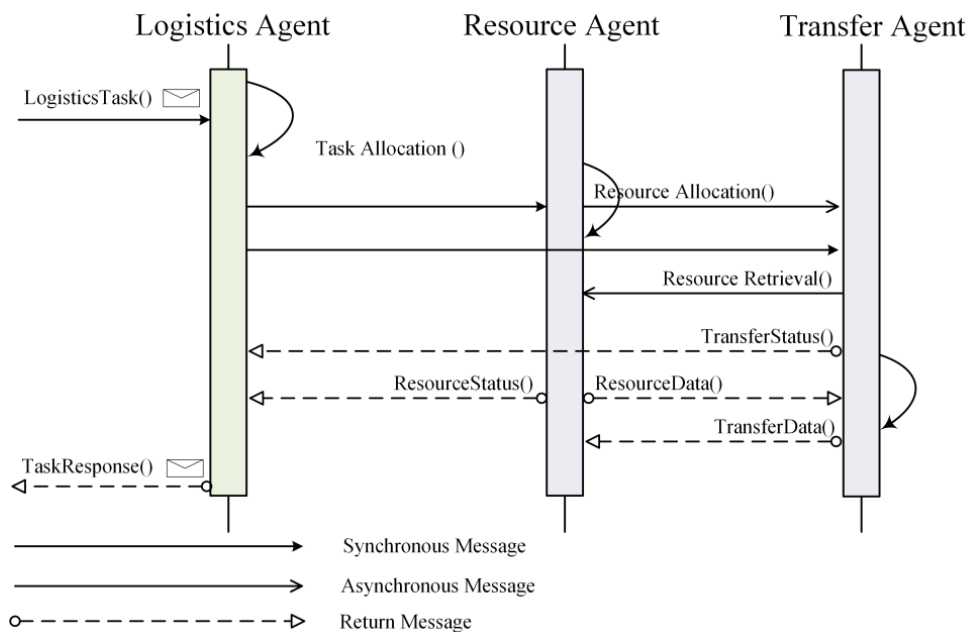 Logistics Agent
Resource Agent
Transfer Agent
LogisticsTask()
Task Allocation ()
Resource Allocation()
Resource Retrieval()
TransferStatus()
ResourceStatus()
ResourceData()
TransferData()
TaskResponse()
Synchronous Message
Asynchronous Message
Return Message